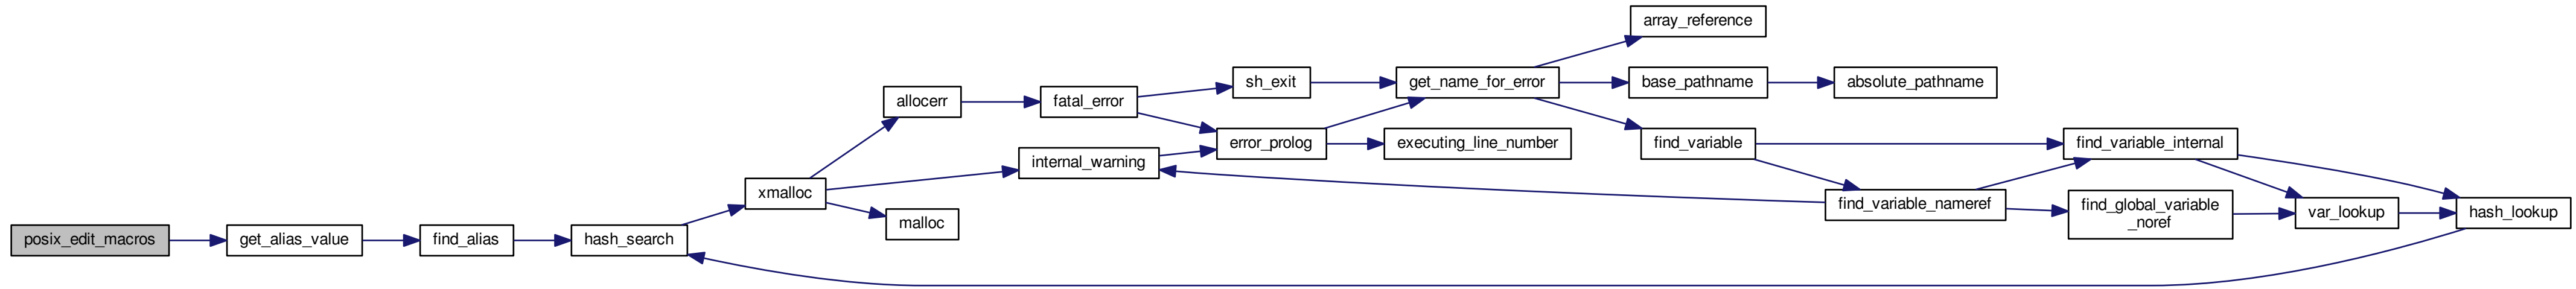 posix_edit_macros
get_alias_value
find_alias
hash_search
xmalloc
allocerr
internal_warning
malloc
fatal_error
sh_exit
error_prolog
get_name_for_error
executing_line_number
array_reference
base_pathname
find_variable
absolute_pathname
find_variable_nameref
find_variable_internal
find_global_variable
_noref
var_lookup
hash_lookup